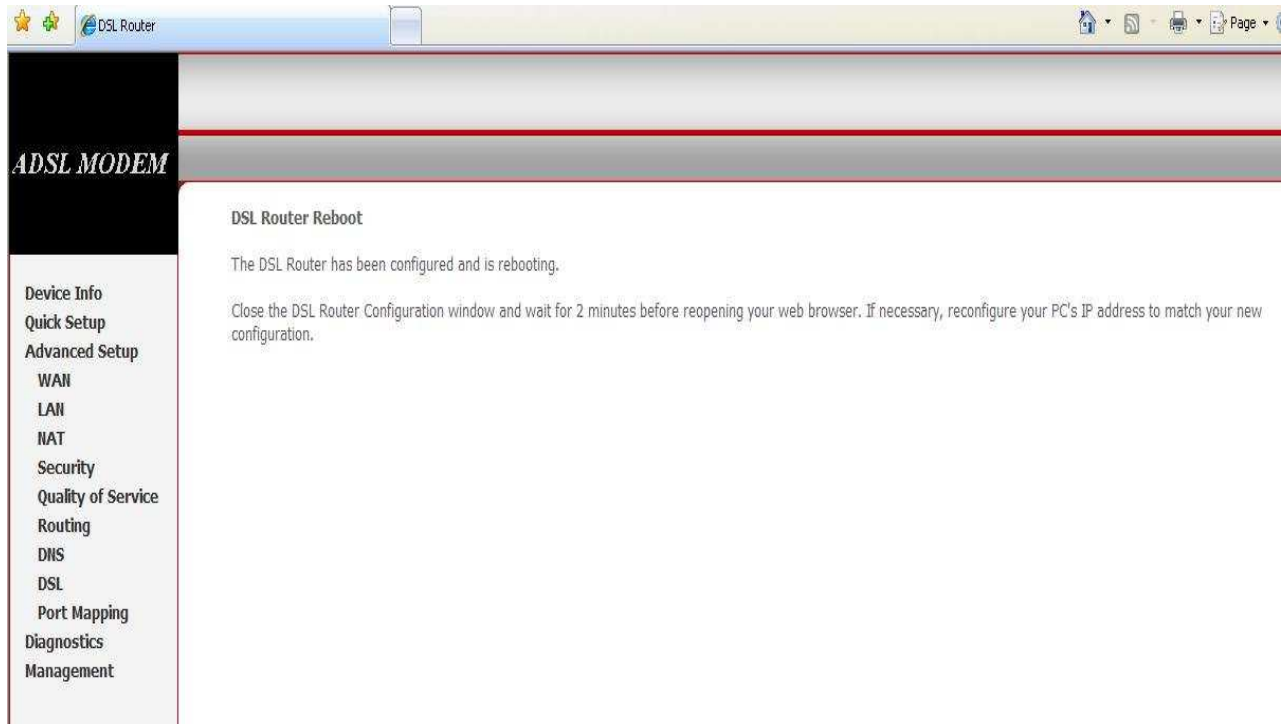 DSL Router
Page
ADSL MODEM
DSL Router Reboot
The DSL Router has been configured and is rebooting.
Close the DSL Router Configuration window and wait for 2 minutes before reopening your web browser. If necessary, reconfigure your PC's IP address to match your new
configuration.
Device Info
Quick Setup
Advanced Setup
WAN
LAN
NAT
Security
Quality of Service
Routing
DNS
DSL
Port Mapping
Diagnostics
Management